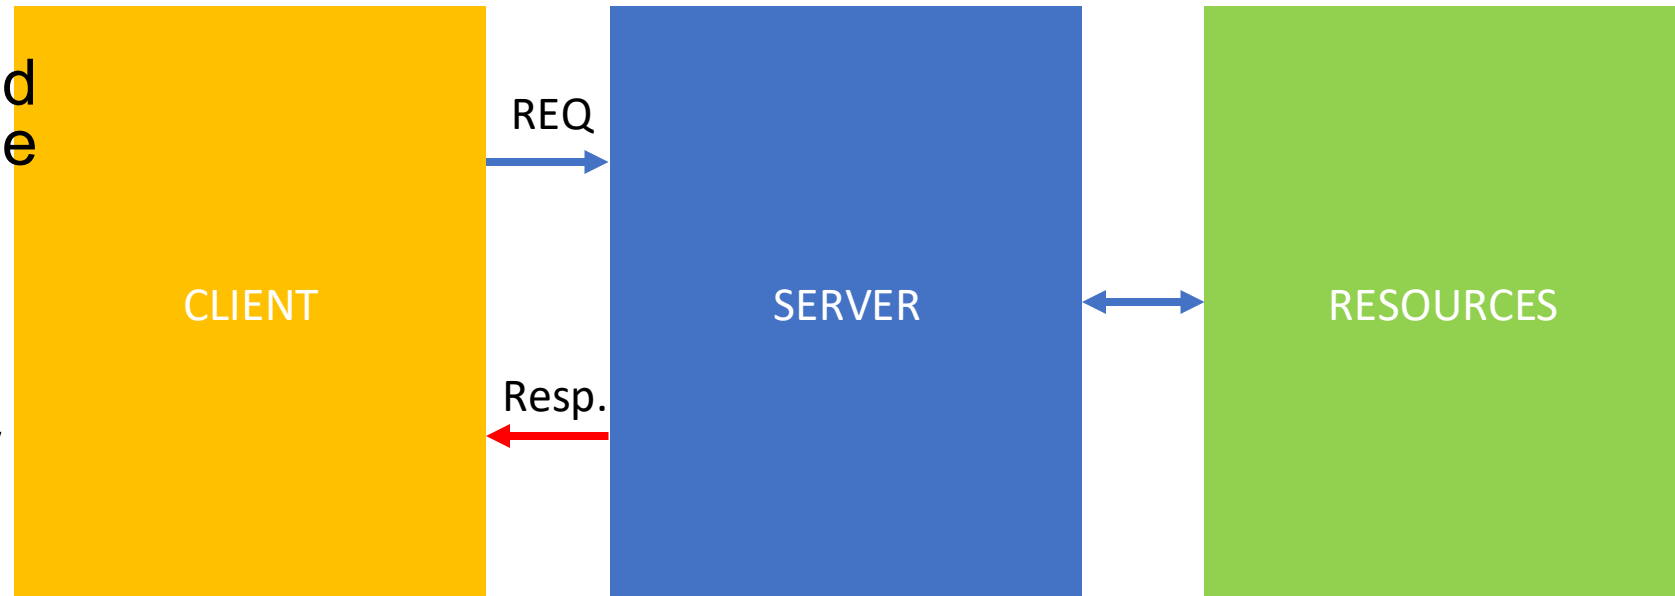 d
e
REQ
CLIENT
SERVER
RESOURCES
Resp.